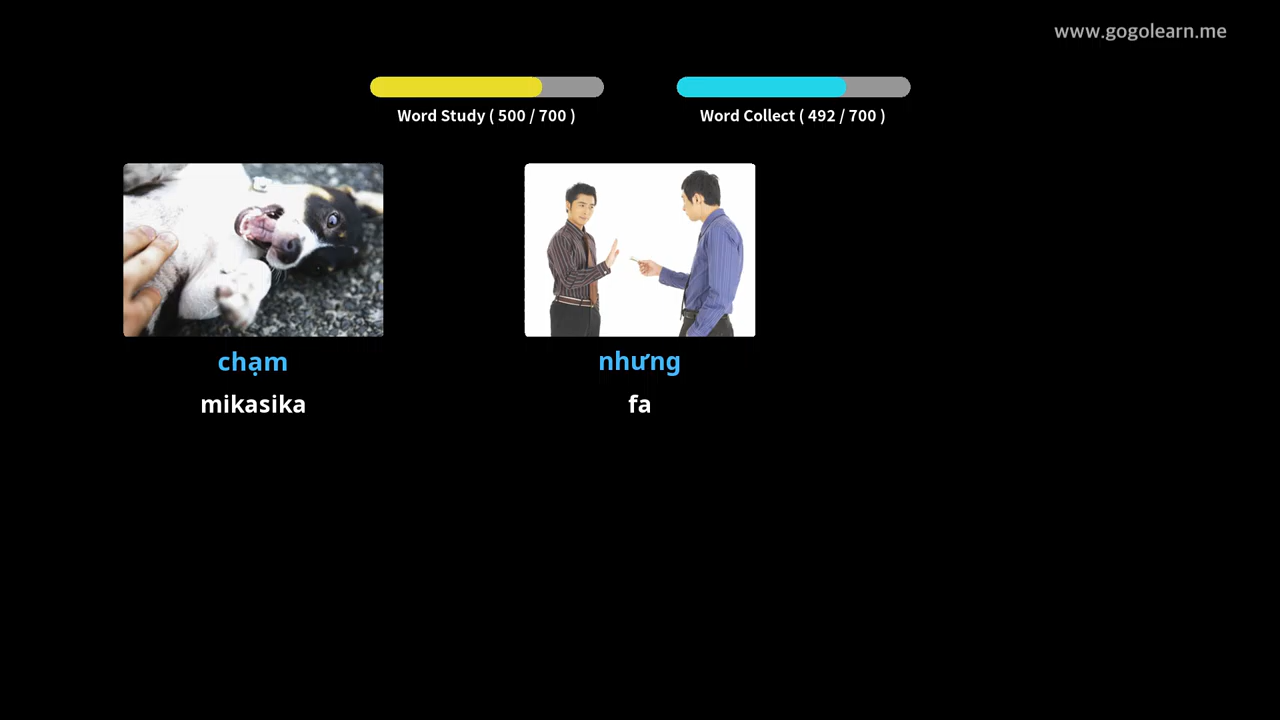 www.gogolearn.me
Word Study ( 500 / 700 )
Word Collect ( 492 / 700 )
chạm
mikasika
nhưng
fa